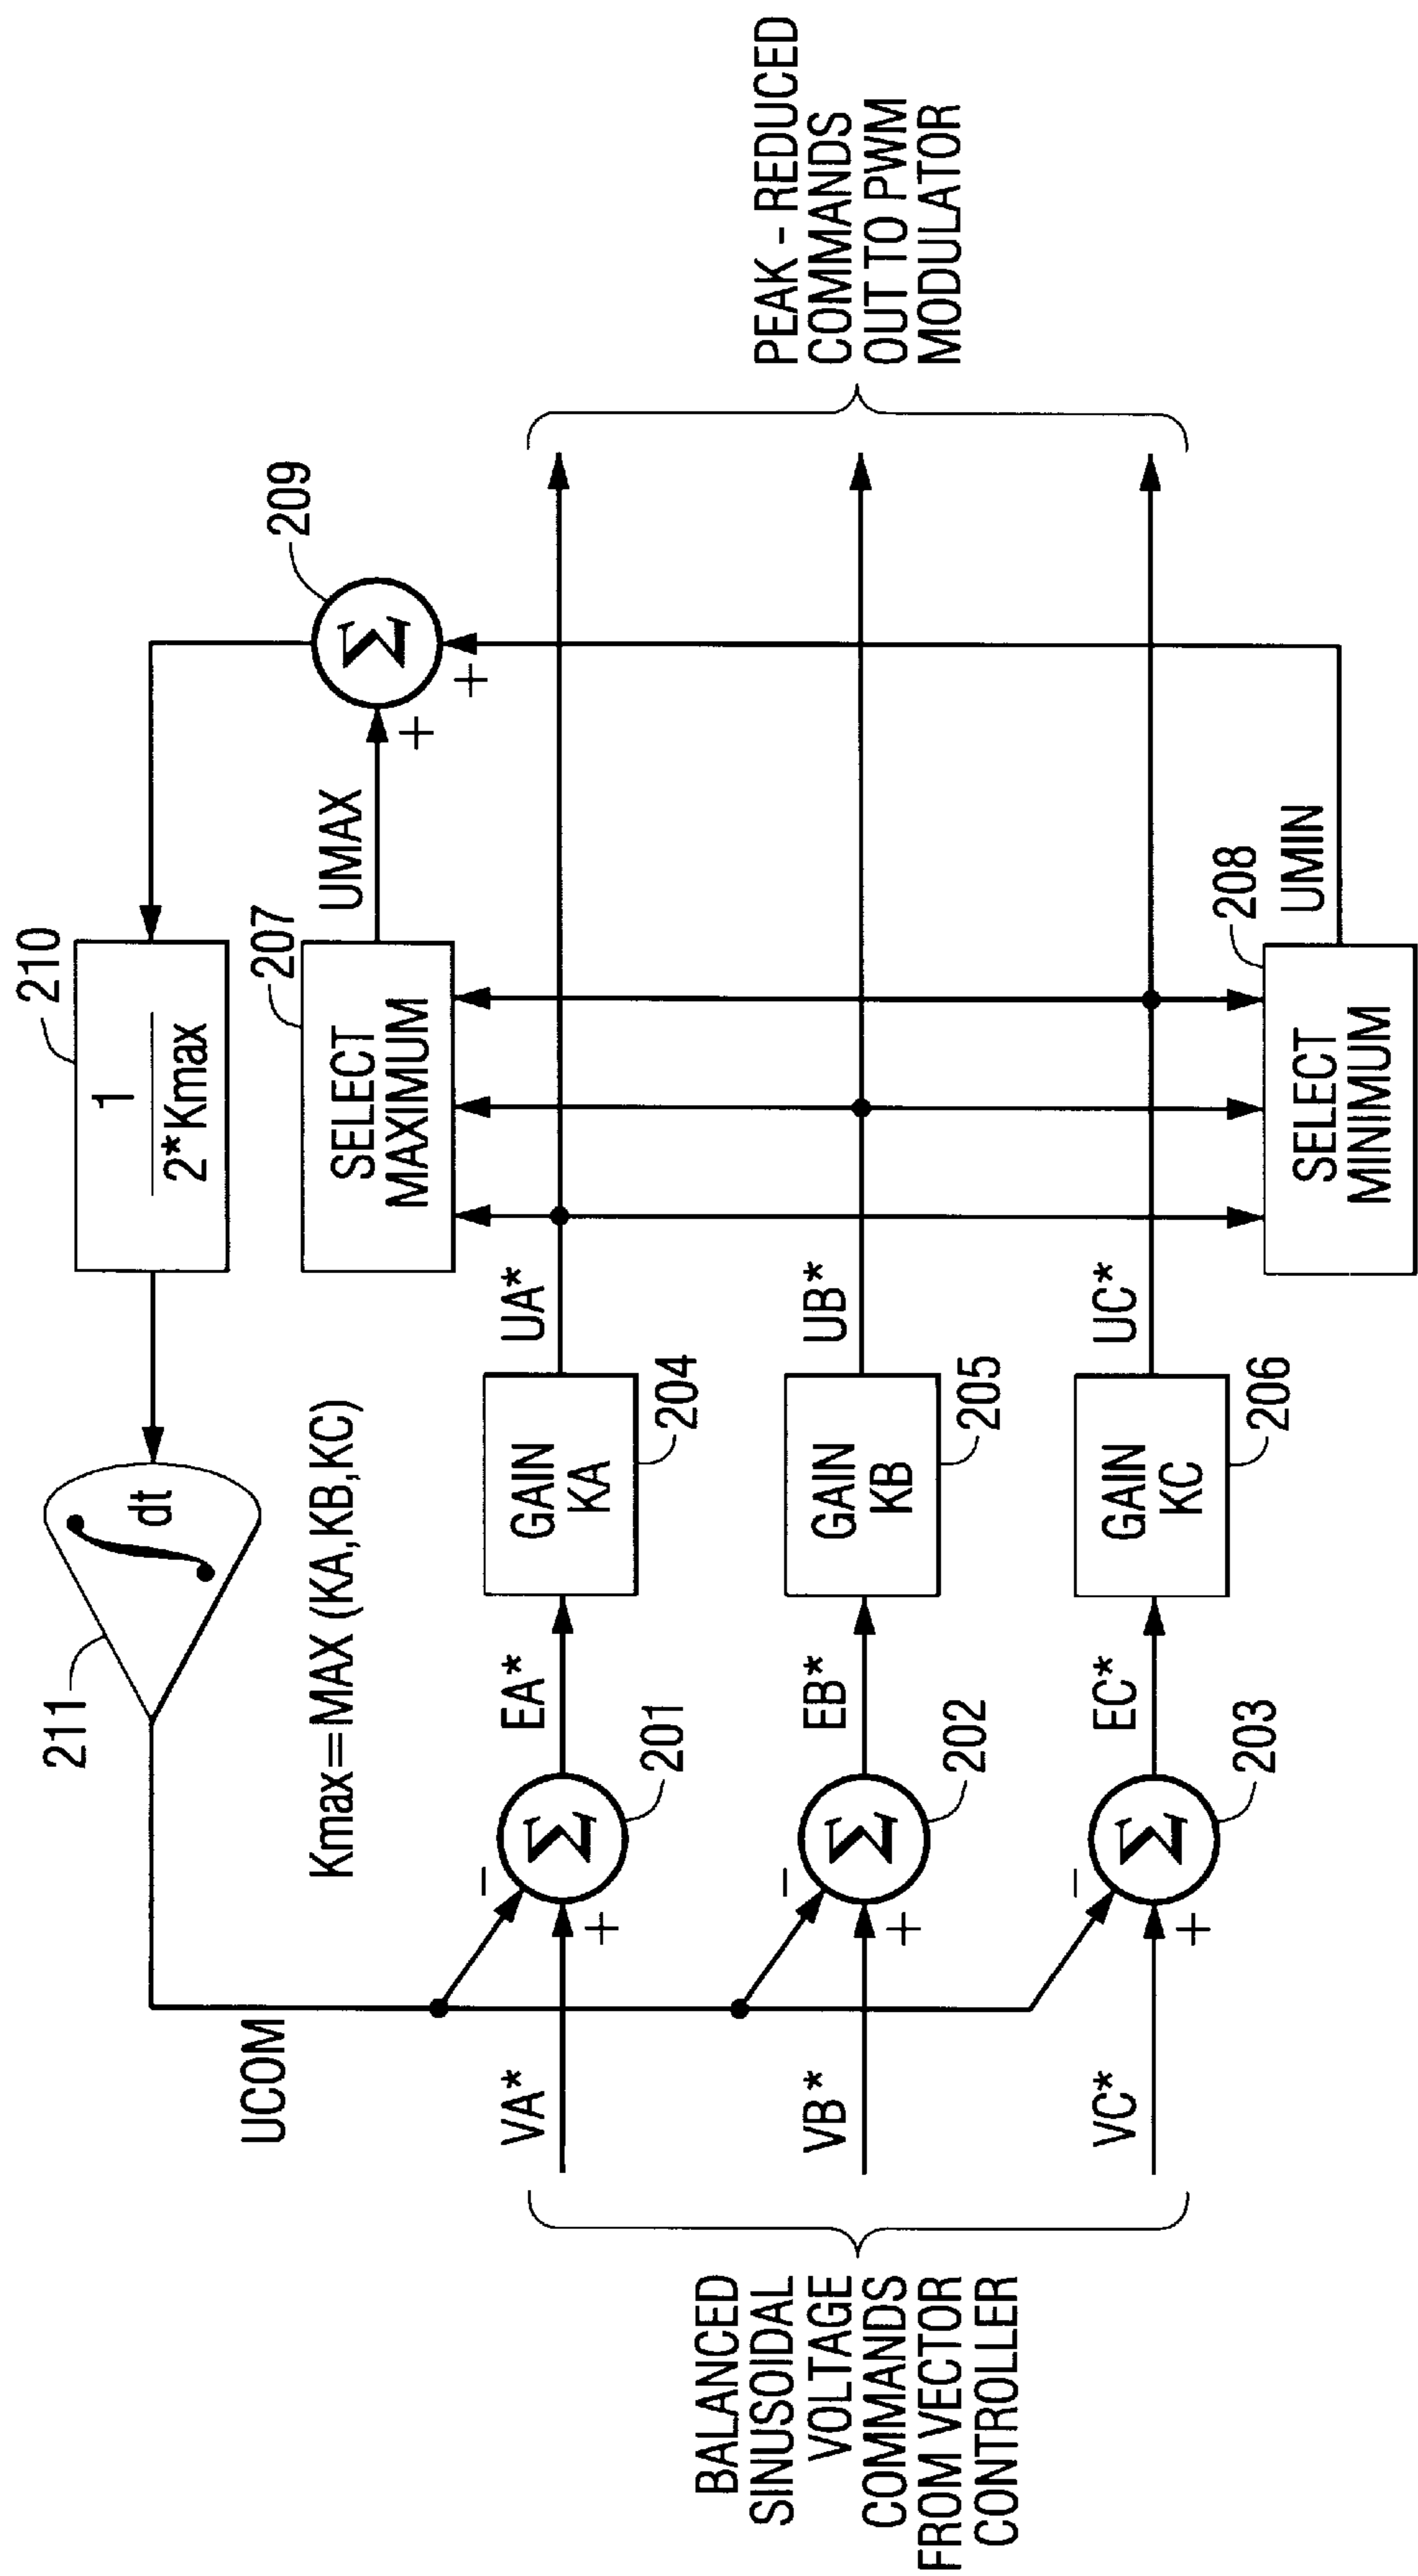 211
∫ dt
210
1
2*Kmax
209
Σ
+
+
Kmax=MAX (KA,KB,KC)
207
SELECT
MAXIMUM
UMAX
UCOM
BALANCED
SINUSOIDAL
VOLTAGE
COMMANDS
FROM VECTOR
CONTROLLER
VA*
-
+
Σ
201
EA*
GAIN
KA
204
UA*
VB*
-
+
Σ
202
EB*
GAIN
KB
205
UB*
VC*
-
+
Σ
203
EC*
GAIN
KC
206
UC*
PEAK - REDUCED
COMMANDS
OUT TO PWM
MODULATOR
208
SELECT
MINIMUM
UMIN